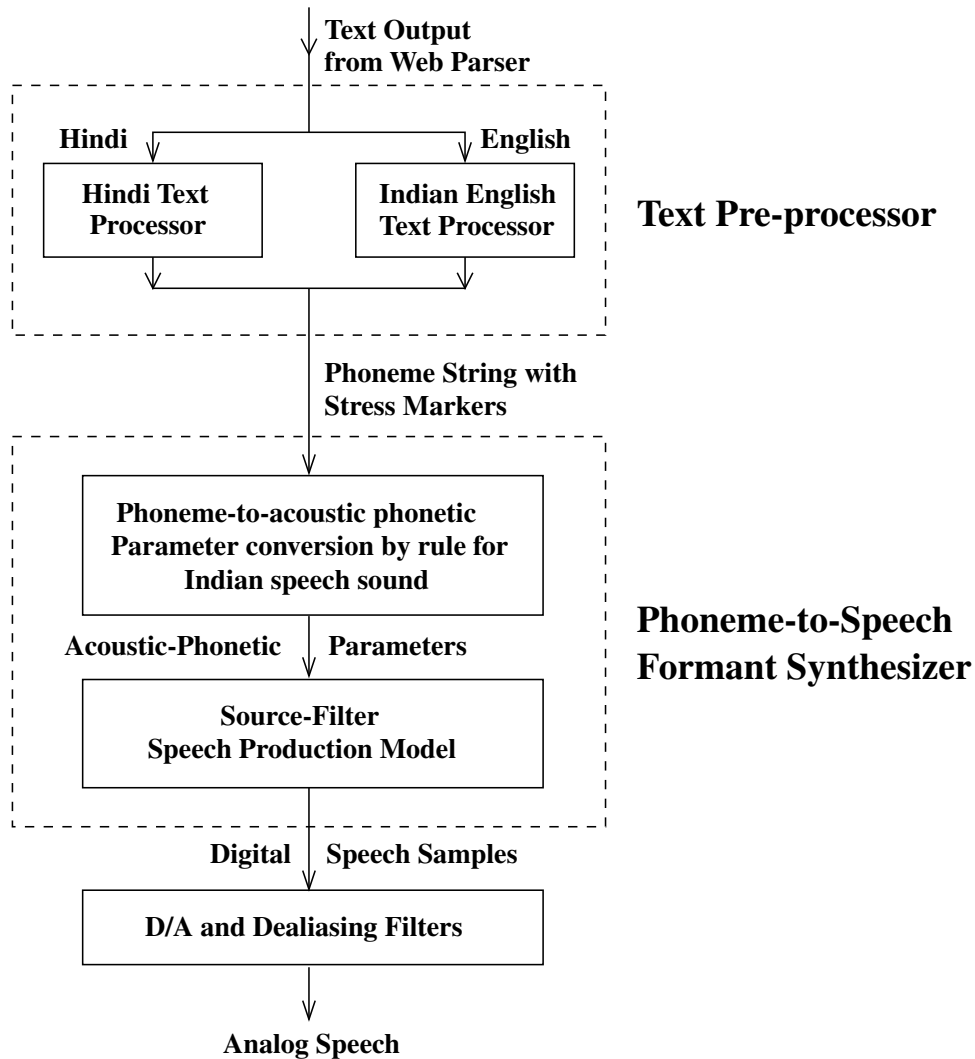 Text Output
from Web Parser
Hindi
English
Hindi Text
Processor
Indian English
Text Processor
Text Pre-processor
Phoneme String with
Stress Markers
Phoneme-to-acoustic phonetic
Parameter conversion by rule for
Indian speech sound
Acoustic-Phonetic Parameters
Phoneme-to-Speech
Formant Synthesizer
Source-Filter
Speech Production Model
Digital Speech Samples
D/A and Dealiasing Filters
Analog Speech